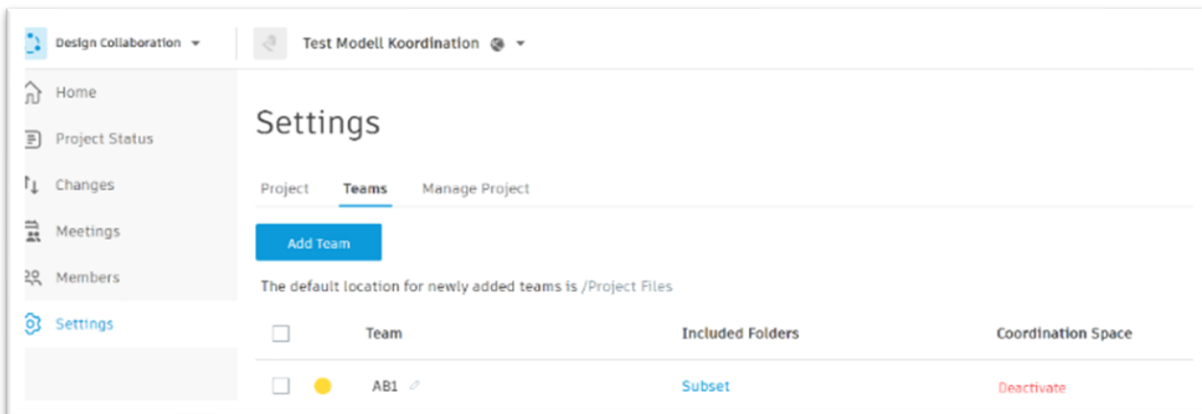 Design Collaboration
Test Modell Koordination
Home
Project Status
Changes
Meetings
Members
Settings
Settings
Project Teams Manage Project
Add Team
The default location for newly added teams is /Project Files
Team Included Folders Coordination Space
AB1 Subset Deactivate